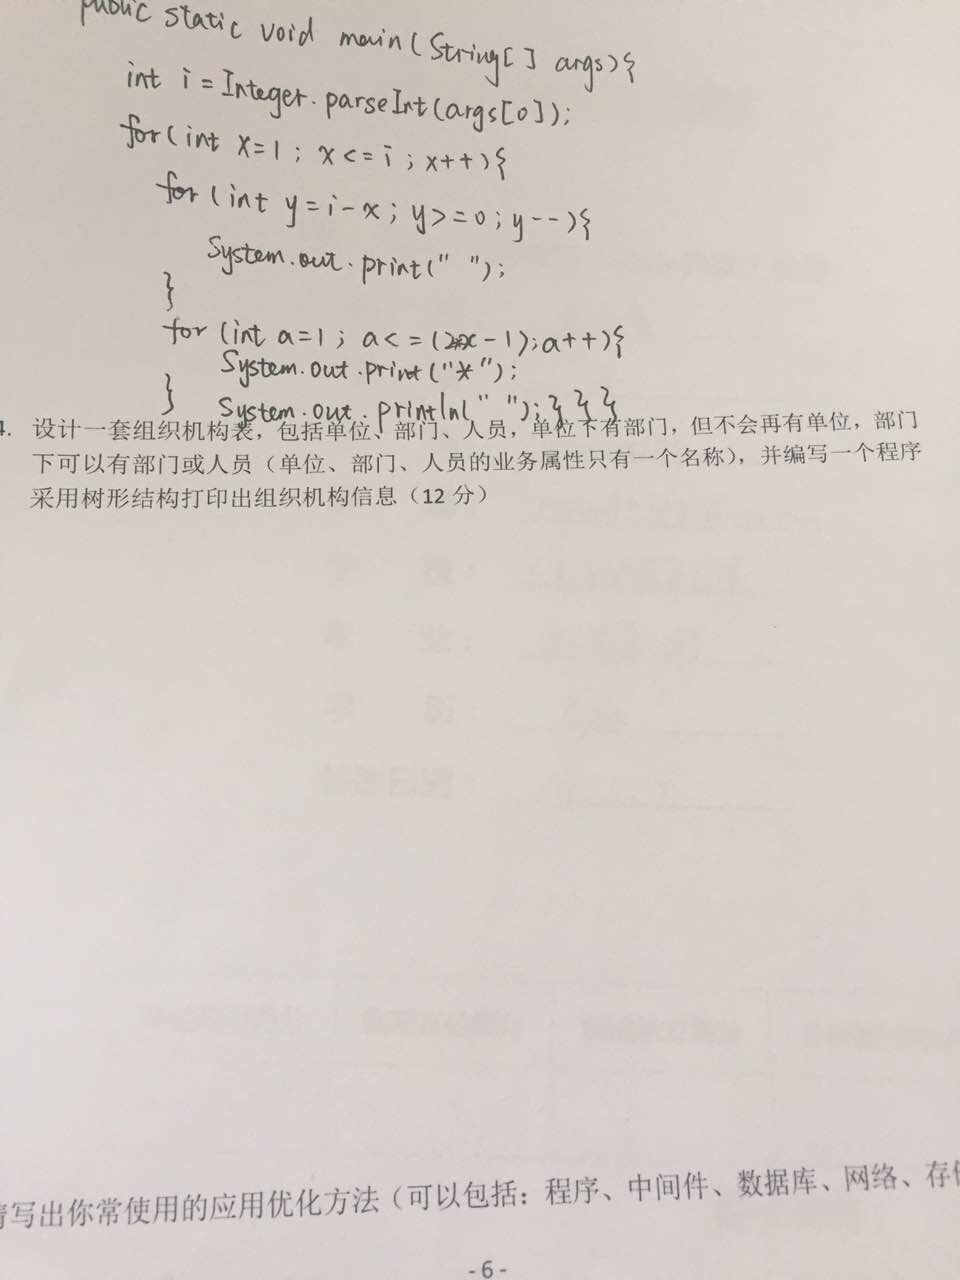 public static void main(String[] args){
int i=Integer.parseInt(args[0]);
for(int x=1; x<=i; x++){
for(int y=i-x; y>=0; y--){
System.out.print(" ");
}
for(int a=1; a<=(2*x-1); a++){
System.out.print("*");
} System.out.println(" "); } } }
4. 设计一套组织机构表，包括单位、部门、人员，单位下有部门，但不会再有单位，部门
下可以有部门或人员（单位、部门、人员的业务属性只有一个名称），并编写一个程序
采用树形结构打印出组织机构信息（12 分）
请写出你常使用的应用优化方法（可以包括：程序、中间件、数据库、网络、存储
- 6 -